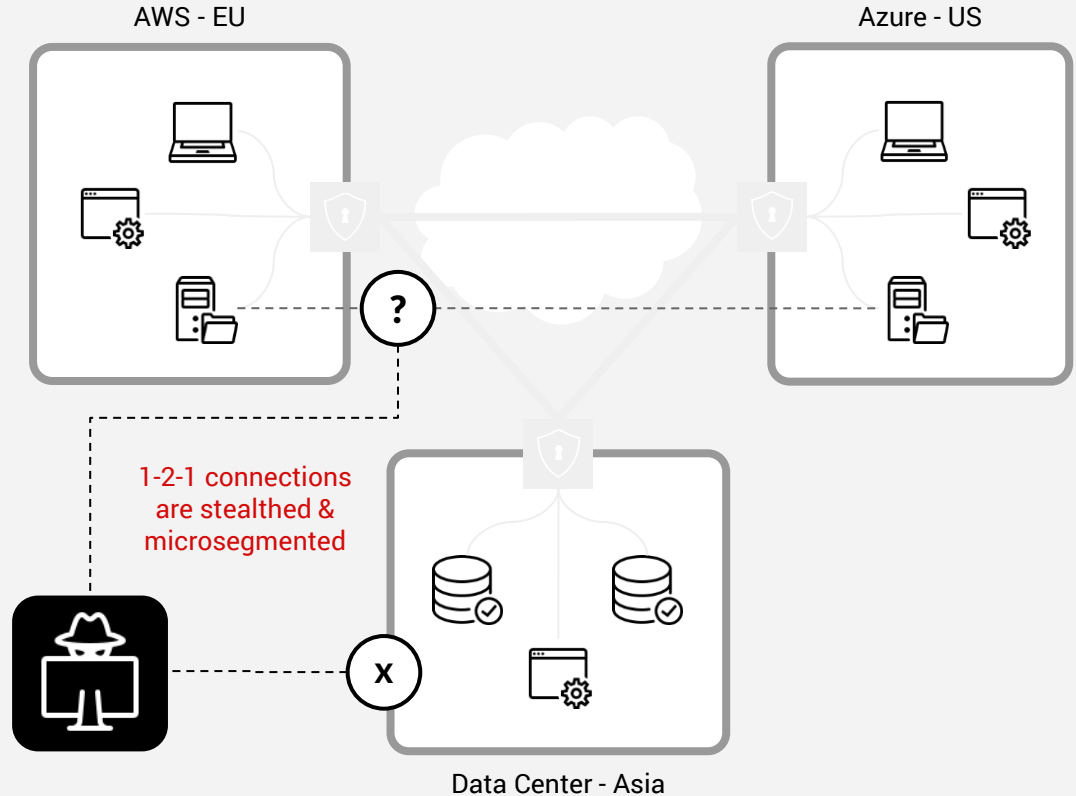 AWS - EU
Azure - US
?
1-2-1 connections
are stealthed &
microsegmented
x
Data Center - Asia